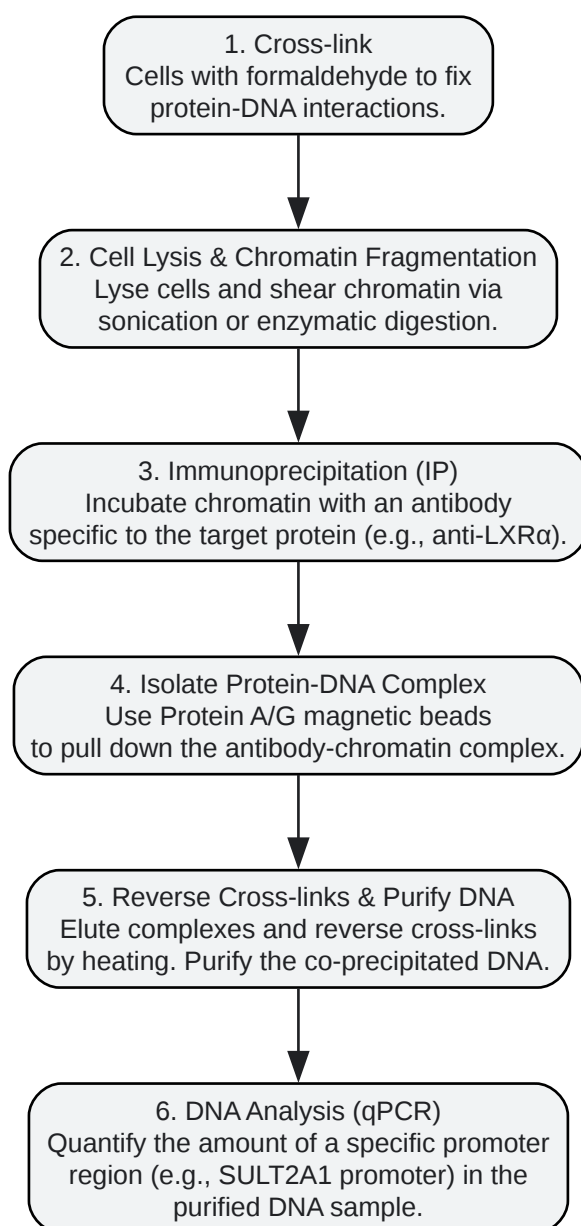 1. Cross-link
Cells with formaldehyde to fix
protein-DNA interactions.
2. Cell Lysis & Chromatin Fragmentation
Lyse cells and shear chromatin via
sonication or enzymatic digestion.
3. Immunoprecipitation (IP)
Incubate chromatin with an antibody
specific to the target protein (e.g., anti-LXRα).
4. Isolate Protein-DNA Complex
Use Protein A/G magnetic beads
to pull down the antibody-chromatin complex.
5. Reverse Cross-links & Purify DNA
Elute complexes and reverse cross-links
by heating. Purify the co-precipitated DNA.
6. DNA Analysis (qPCR)
Quantify the amount of a specific promoter
region (e.g., SULT2A1 promoter) in the
purified DNA sample.